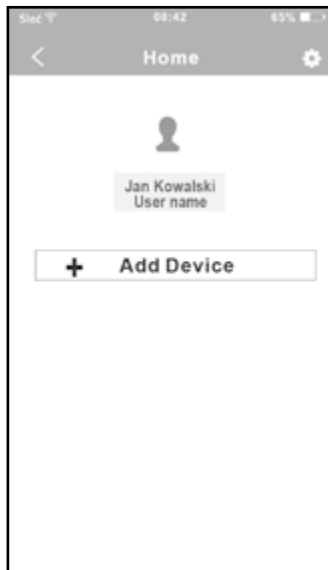 Sieć 08:42 65%
Home
Jan Kowalski
User name
+ Add Device